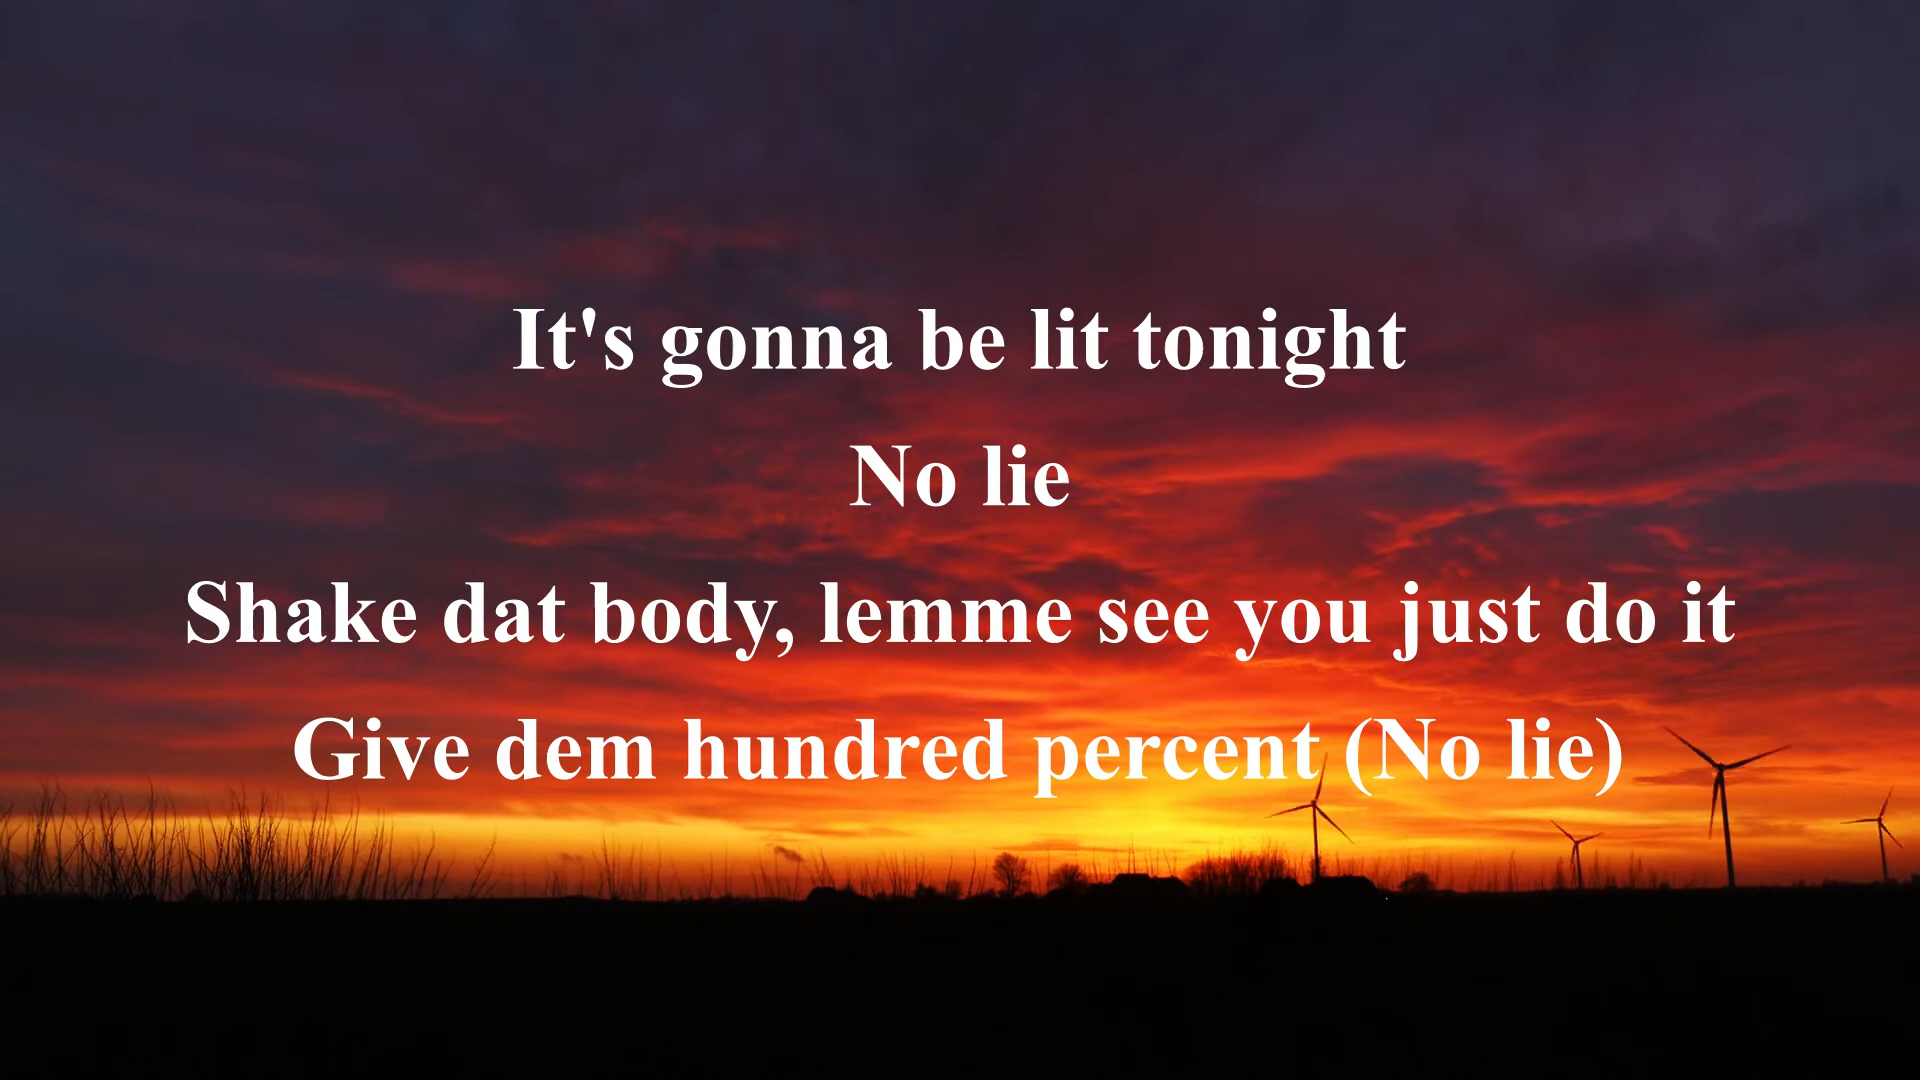 It's gonna be lit tonight
No lie
Shake dat body, lemme see you just do it
Give dem hundred percent (No lie)